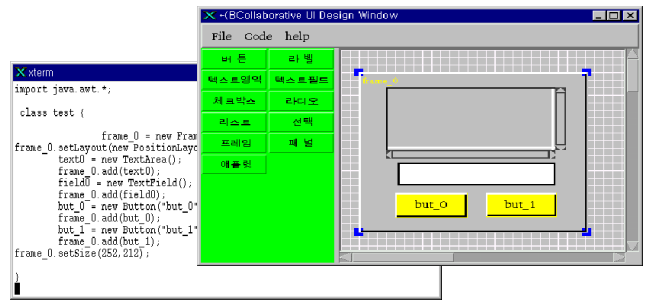 ←(BCollaborative UI Design Window
File Code help
버 튼 라 벨
텍스트영역 텍스트필드
체크박스 라디오
리스트 선택
프레임 패 널
애플릿
frame_0
but_0 but_1
xterm
import java.awt.*;
class test {
frame_0 = new Fram
frame_0.setLayout(new PositionLayo
text0 = new TextArea();
frame_0.add(text0);
field0 = new TextField();
frame_0.add(field0);
but_0 = new Button("but_0"
frame_0.add(but_0);
but_1 = new Button("but_1"
frame_0.add(but_1);
frame_0.setSize(252,212);
}